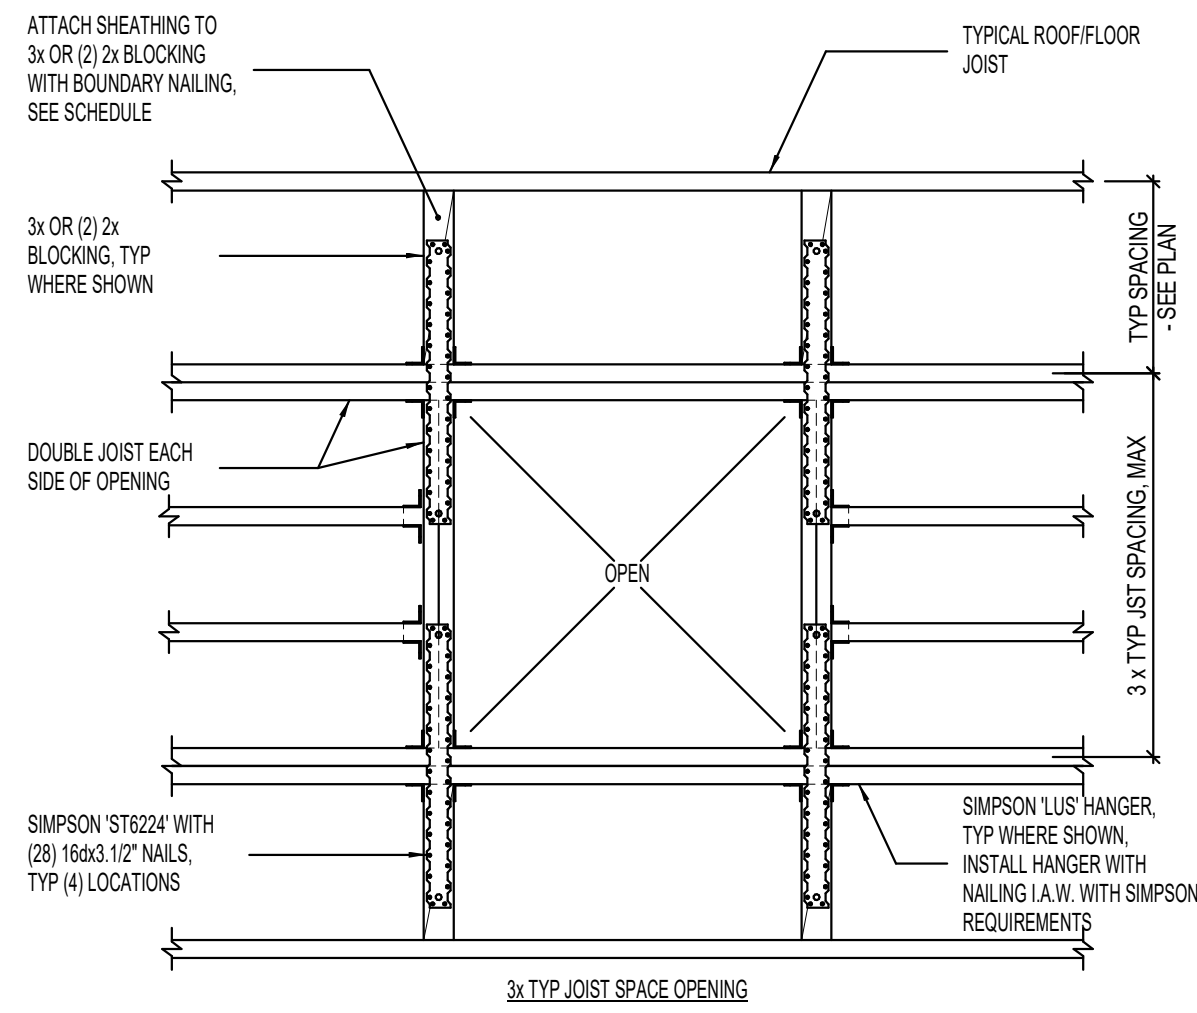 ATTACH SHEATHING TO
3x OR (2) 2x BLOCKING
WITH BOUNDARY NAILING,
SEE SCHEDULE
TYPICAL ROOF/FLOOR
JOIST
3x OR (2) 2x
BLOCKING, TYP
WHERE SHOWN
TYP SPACING
- SEE PLAN
DOUBLE JOIST EACH
SIDE OF OPENING
3 x TYP JST SPACING, MAX
OPEN
SIMPSON 'ST6224' WITH
(28) 16dx3.1/2" NAILS,
TYP (4) LOCATIONS
SIMPSON 'LUS' HANGER,
TYP WHERE SHOWN,
INSTALL HANGER WITH
NAILING I.A.W. WITH SIMPSON
REQUIREMENTS
3x TYP JOIST SPACE OPENING